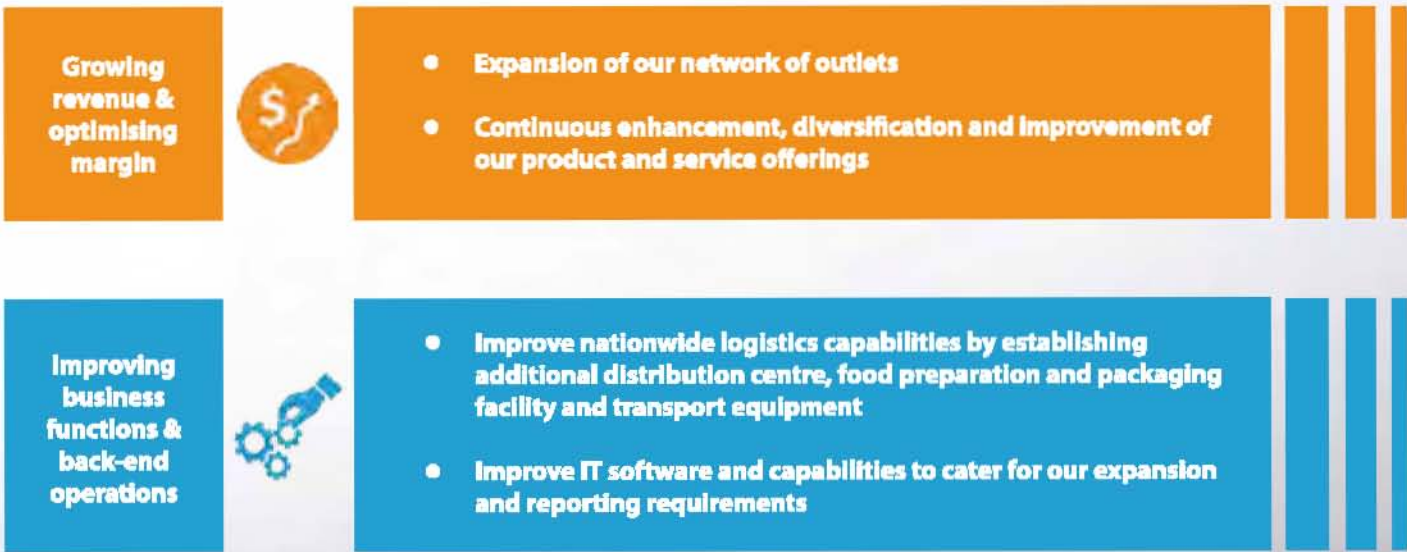 Growing
revenue &
optimising
margin
$
● Expansion of our network of outlets
● Continuous enhancement, diversification and improvement of
our product and service offerings
Improving
business
functions &
back-end
operations
● Improve nationwide logistics capabilities by establishing
additional distribution centre, food preparation and packaging
facility and transport equipment
● Improve IT software and capabilities to cater for our expansion
and reporting requirements